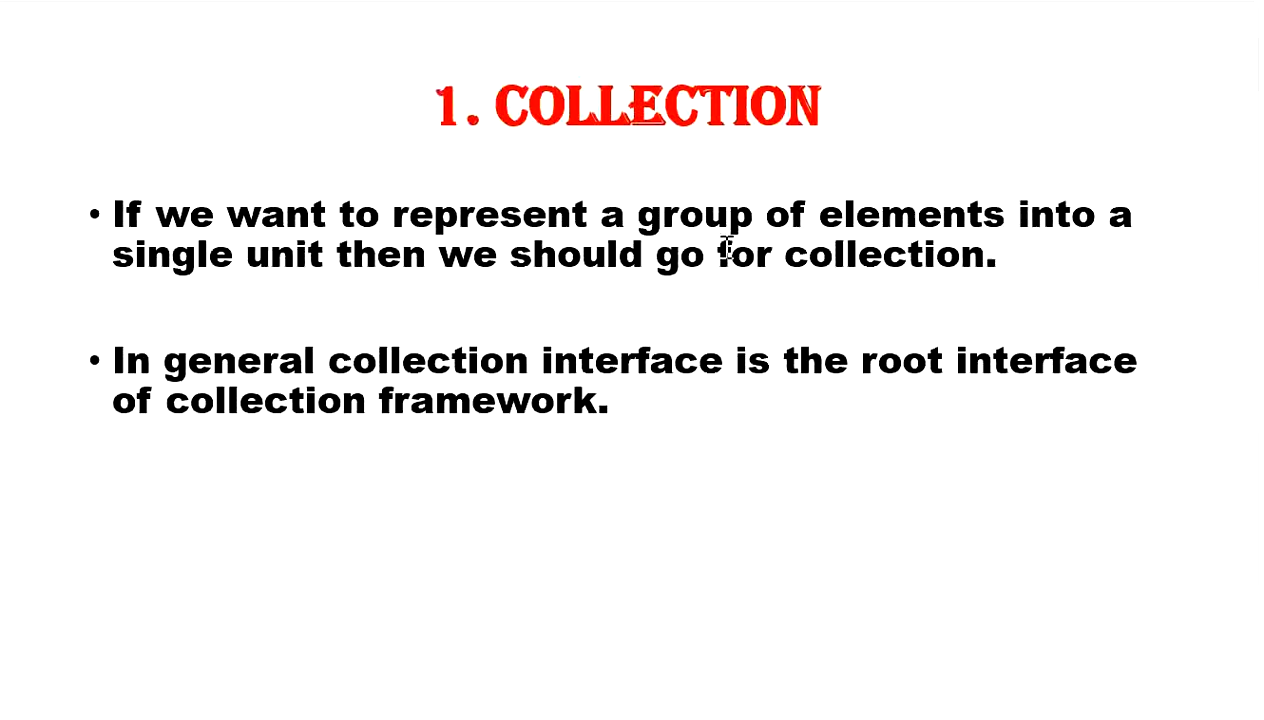 1. COLLECTION
• If we want to represent a group of elements into a
single unit then we should go for collection.
• In general collection interface is the root interface
of collection framework.